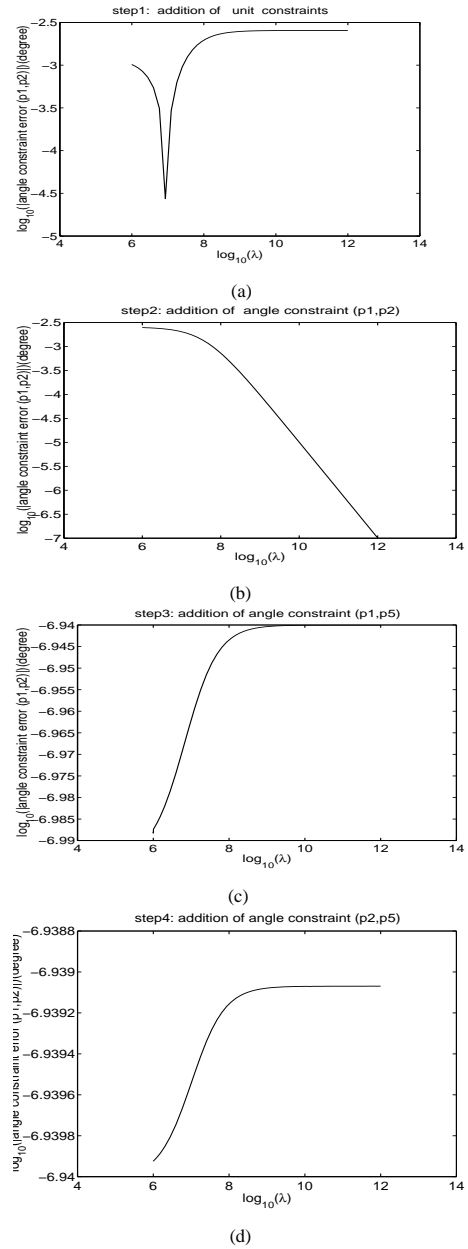 step1: addition of unit constraints
−2.5
−3
−3.5
−4
−4.5
−5
log10(|angle constraint error (p1,p2)|)(degree)
4 6 8 10 12 14
log10(λ)
(a)
step2: addition of angle constraint (p1,p2)
−2.5
−3
−3.5
−4
−4.5
−5
−5.5
−6
−6.5
−7
log10(|angle constraint error (p1,p2)|)(degree)
4 6 8 10 12 14
log10(λ)
(b)
step3: addition of angle constraint (p1,p5)
−6.94
−6.945
−6.95
−6.955
−6.96
−6.965
−6.97
−6.975
−6.98
−6.985
−6.99
log10(|angle constraint error (p1,p2)|)(degree)
4 6 8 10 12 14
log10(λ)
(c)
step4: addition of angle constraint (p2,p5)
−6.9388
−6.939
−6.9392
−6.9394
−6.9396
−6.9398
−6.94
log10(|angle constraint error (p1,p2)|)(degree)
4 6 8 10 12 14
log10(λ)
(d)